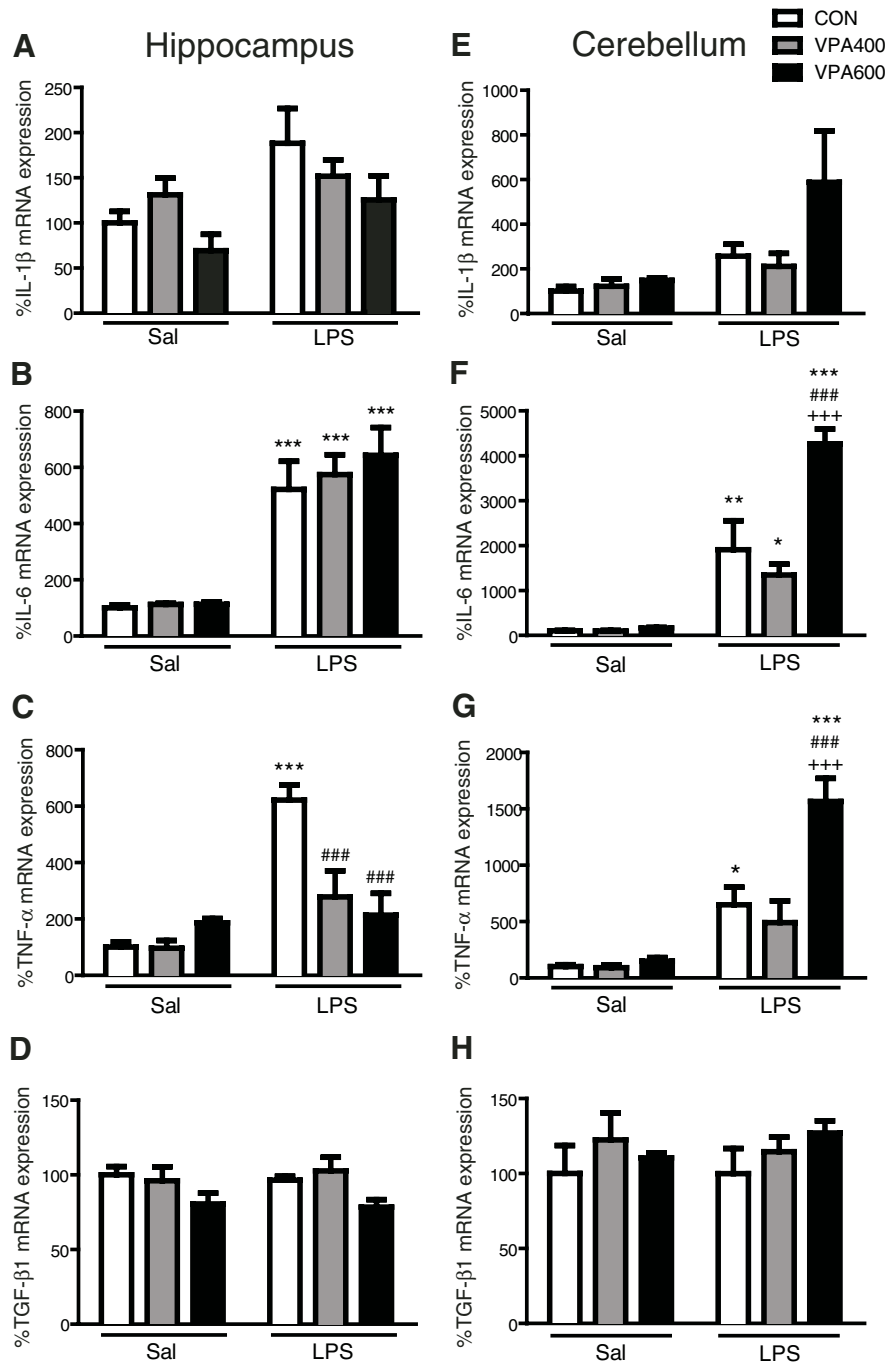 CON
VPA400
VPA600
Hippocampus
Cerebellum
A
%IL-1β mRNA expression
250
200
150
100
50
0
Sal
LPS
E
%IL-1β mRNA expression
1000
800
600
400
200
0
Sal
LPS
B
%IL-6 mRNA expresssion
800
600
400
200
0
***
***
***
Sal
LPS
F
%IL-6 mRNA expresssion
5000
4000
3000
2000
1000
0
**
*
***
###
+++
Sal
LPS
C
%TNF-α mRNA expression
800
600
400
200
0
***
###
###
Sal
LPS
G
%TNF-α mRNA expression
2000
1500
1000
500
0
*
***
###
+++
Sal
LPS
D
%TGF-β1 mRNA expression
150
100
50
0
Sal
LPS
H
%TGF-β1 mRNA expression
150
100
50
0
Sal
LPS